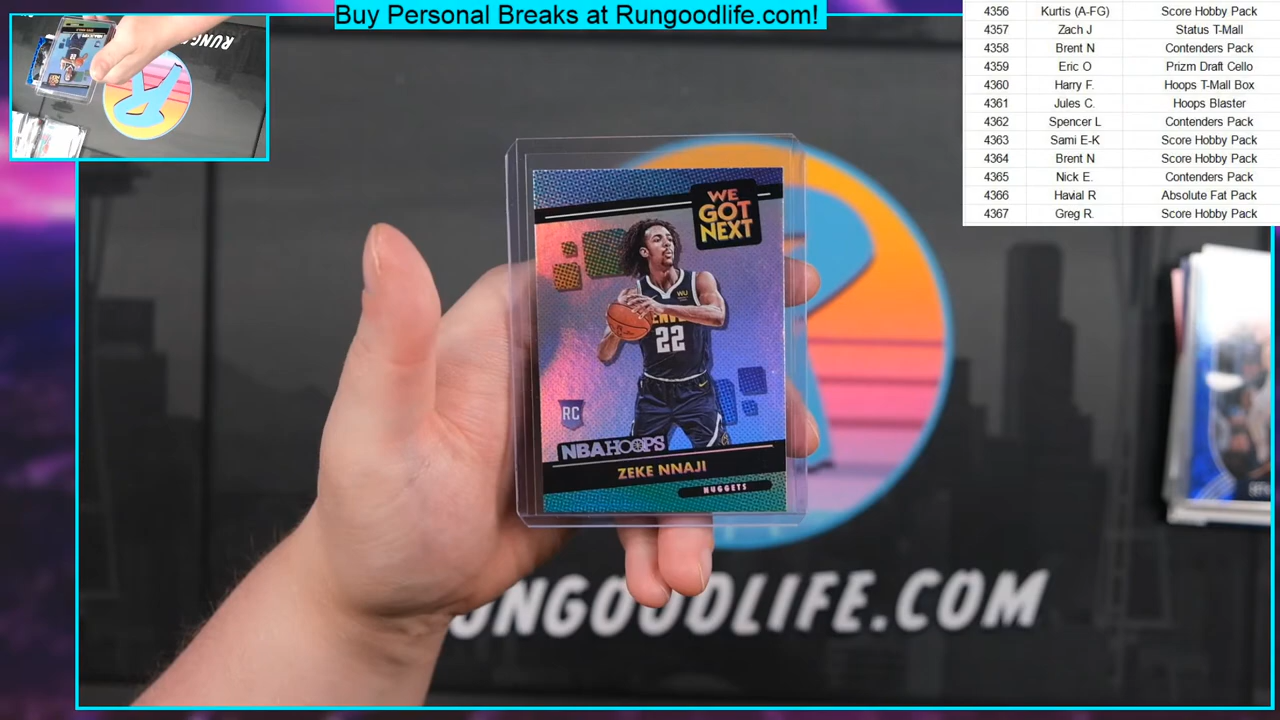 Buy Personal Breaks at Rungoodlife.com!
4356 Kurtis (A-FG) Score Hobby Pack
4357 Zach J Status T-Mall
4358 Brent N Contenders Pack
4359 Eric O Prizm Draft Cello
4360 Harry F. Hoops T-Mall Box
4361 Jules C. Hoops Blaster
4362 Spencer L Contenders Pack
4363 Sami E-K Score Hobby Pack
4364 Brent N Score Hobby Pack
4365 Nick E. Contenders Pack
4366 Havial R Absolute Fat Pack
4367 Greg R. Score Hobby Pack
RUNGOOD
WE
GOT
NEXT
WU
22
RC
NBA HOOPS
ZEKE NNAJI
NUGGETS
RUNGOODLIFE.COM